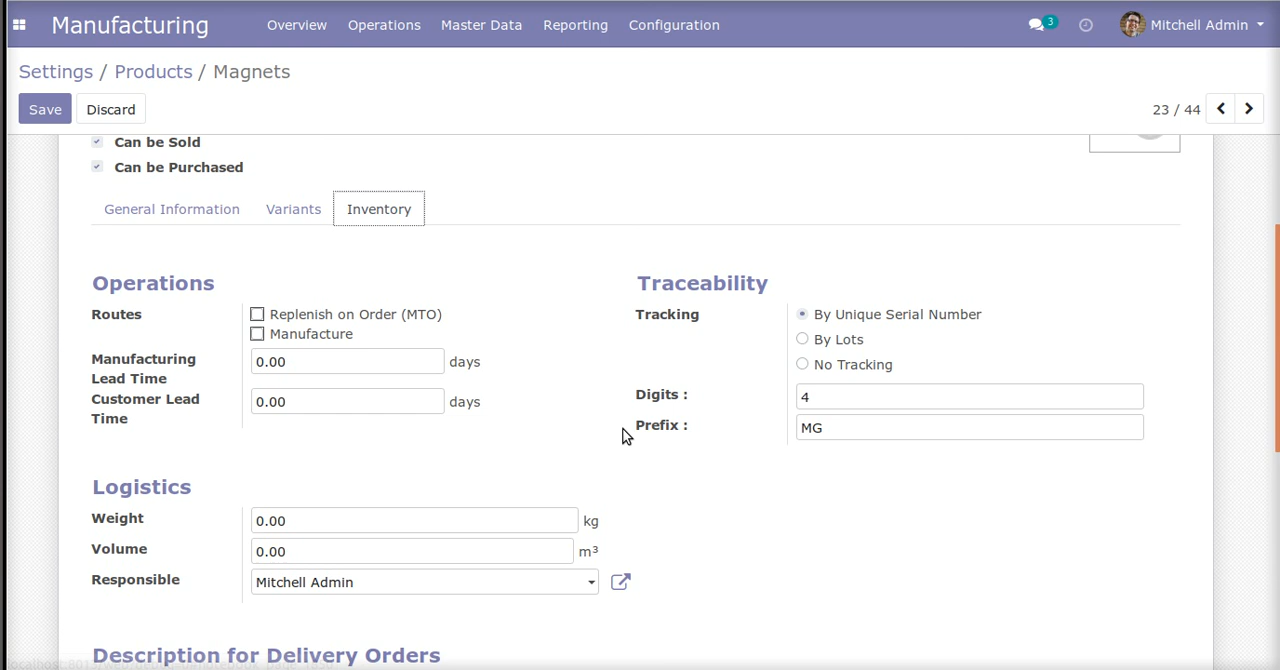 Manufacturing Overview Operations Master Data Reporting Configuration 3 Mitchell Admin
Settings / Products / Magnets
Save Discard 23 / 44
Can be Sold
Can be Purchased
General Information Variants Inventory
Operations
Routes Replenish on Order (MTO)
Manufacture
Manufacturing Lead Time 0.00 days
Customer Lead Time 0.00 days
Traceability
Tracking By Unique Serial Number
By Lots
No Tracking
Digits : 4
Prefix : MG
Logistics
Weight 0.00 kg
Volume 0.00 m³
Responsible Mitchell Admin
Description for Delivery Orders